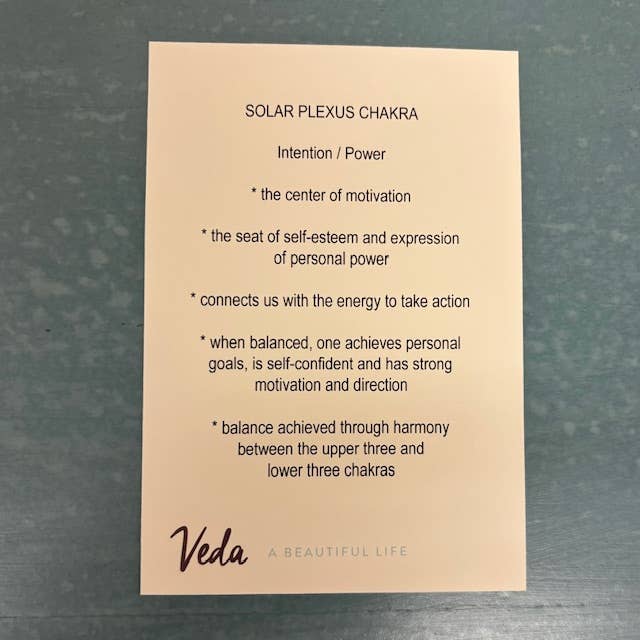 SOLAR PLEXUS CHAKRA
Intention / Power
* the center of motivation
* the seat of self-esteem and expression
of personal power
* connects us with the energy to take action
* when balanced, one achieves personal
goals, is self-confident and has strong
motivation and direction
* balance achieved through harmony
between the upper three and
lower three chakras
Veda A BEAUTIFUL LIFE